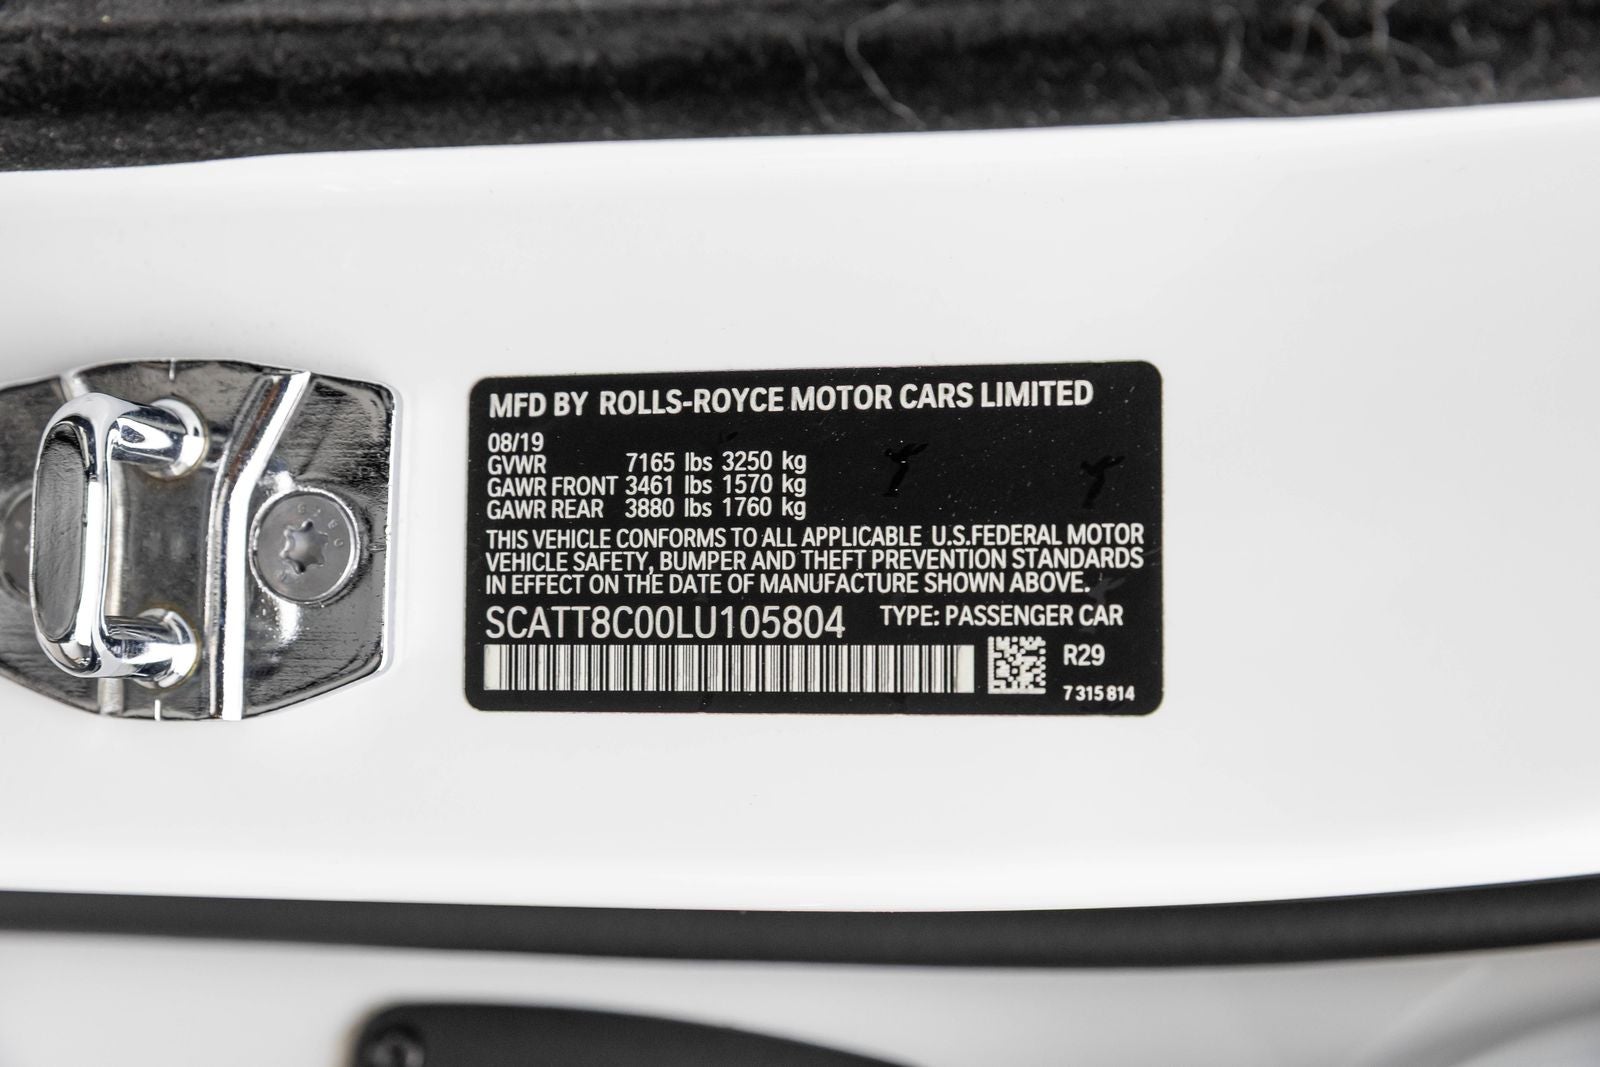 MFD BY ROLLS-ROYCE MOTOR CARS LIMITED
08/19
GVWR 7165 lbs 3250 kg
GAWR FRONT 3461 lbs 1570 kg
GAWR REAR 3880 lbs 1760 kg
THIS VEHICLE CONFORMS TO ALL APPLICABLE U.S.FEDERAL MOTOR
VEHICLE SAFETY, BUMPER AND THEFT PREVENTION STANDARDS
IN EFFECT ON THE DATE OF MANUFACTURE SHOWN ABOVE.
SCATT8C00LU105804 TYPE: PASSENGER CAR
R29
7 315 814